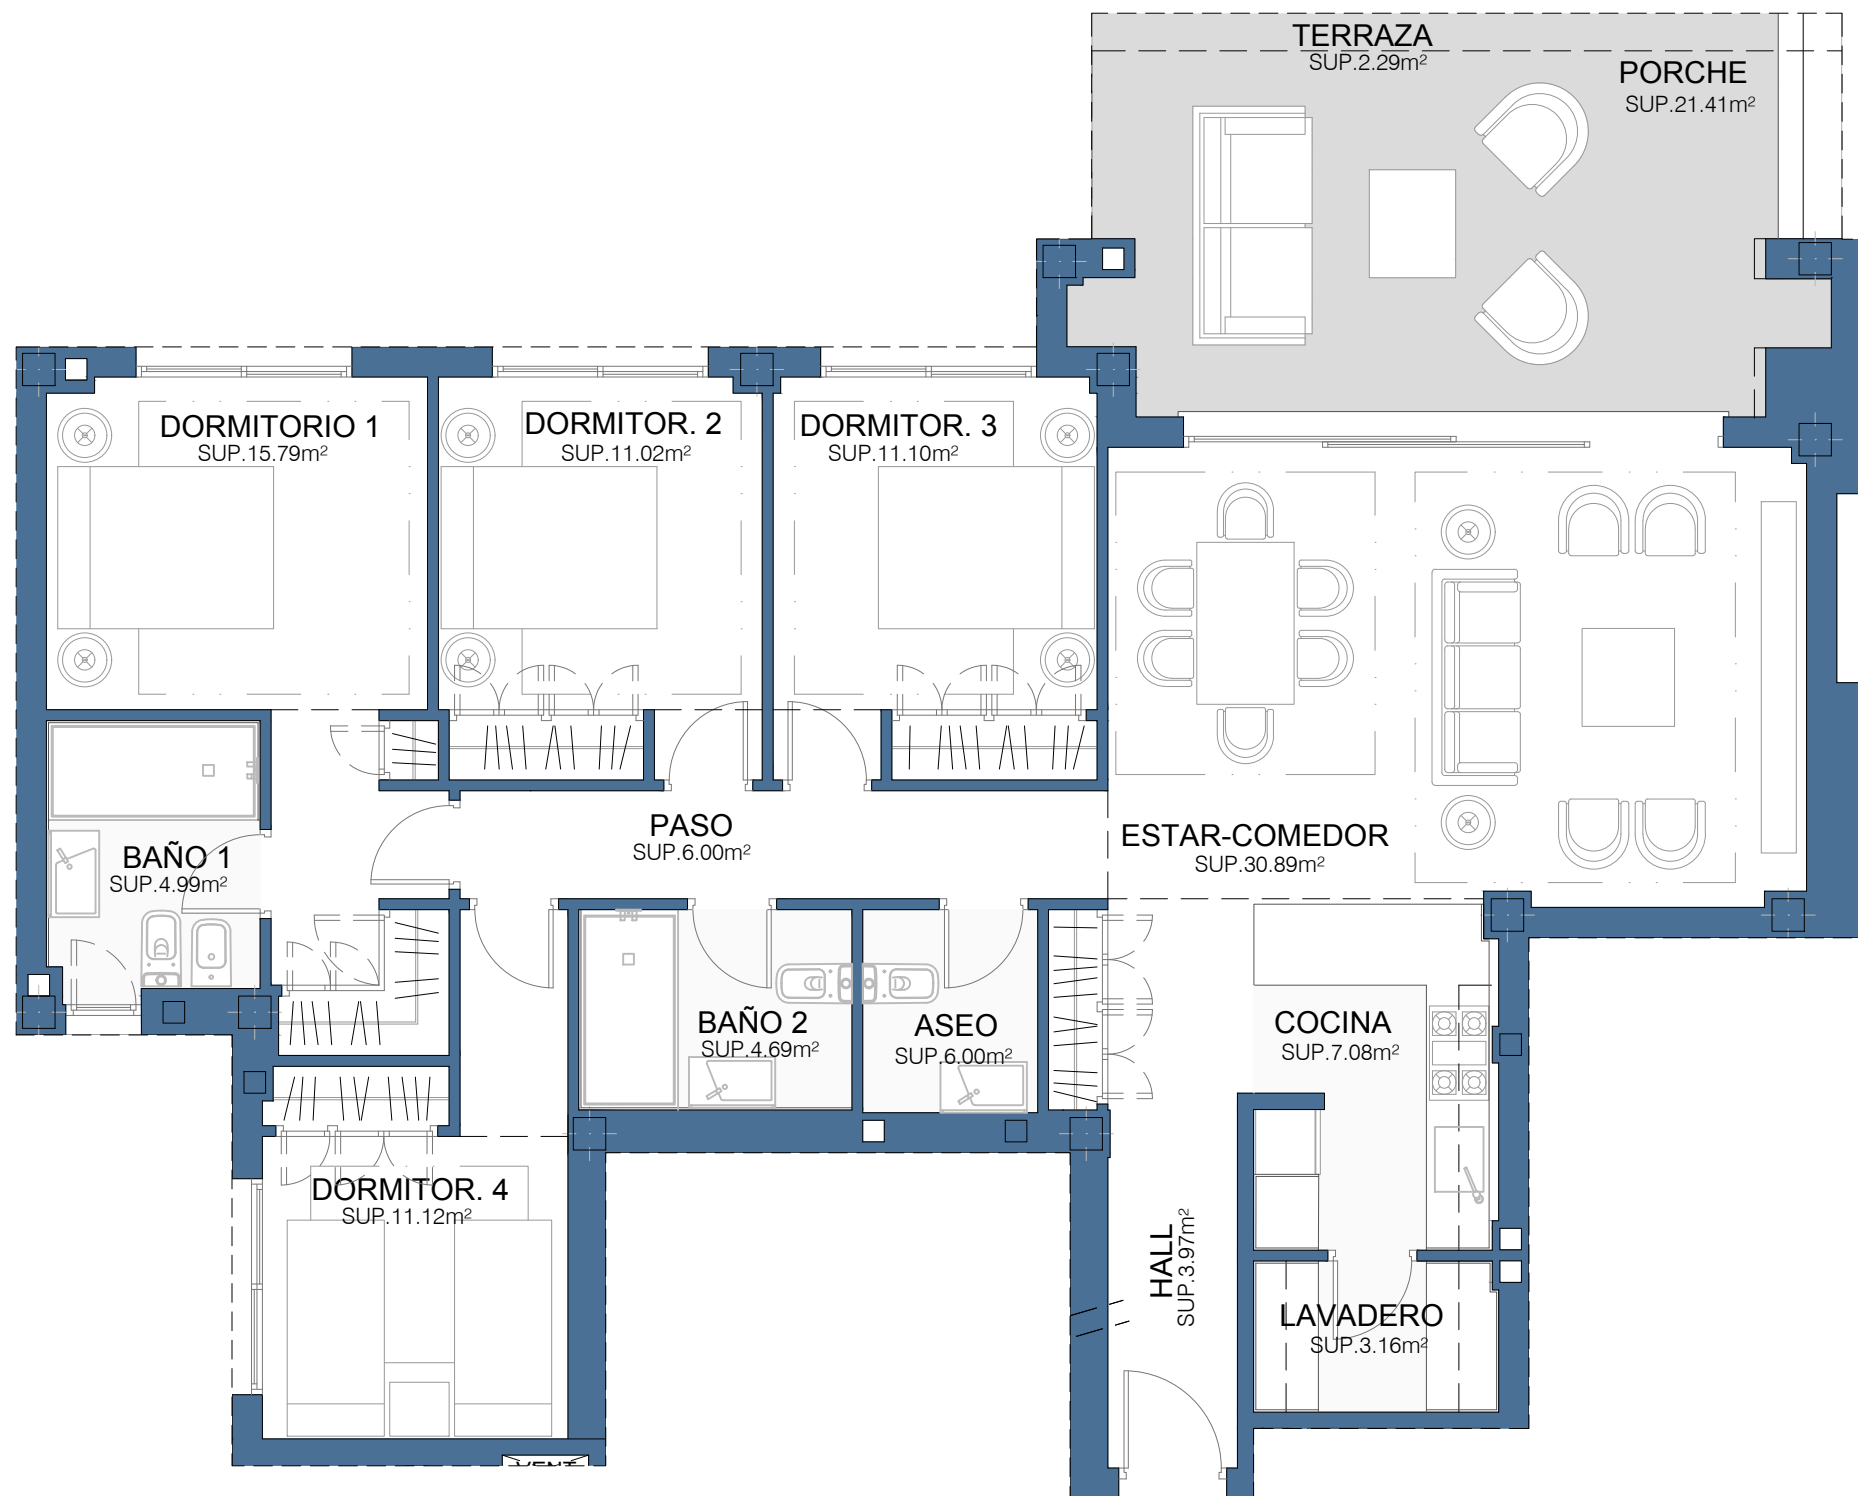 TERRAZA
SUP.2.29m²
PORCHE
SUP.21.41m²
DORMITORIO 1
SUP.15.79m²
DORMITOR. 2
SUP.11.02m²
DORMITOR. 3
SUP.11.10m²
PASO
SUP.6.00m²
ESTAR-COMEDOR
SUP.30.89m²
BAÑO 1
SUP.4.99m²
BAÑO 2
SUP.4.69m²
ASEO
SUP.6.00m²
COCINA
SUP.7.08m²
DORMITOR. 4
SUP.11.12m²
HALL
SUP.3.97m²
LAVADERO
SUP.3.16m²
VENT